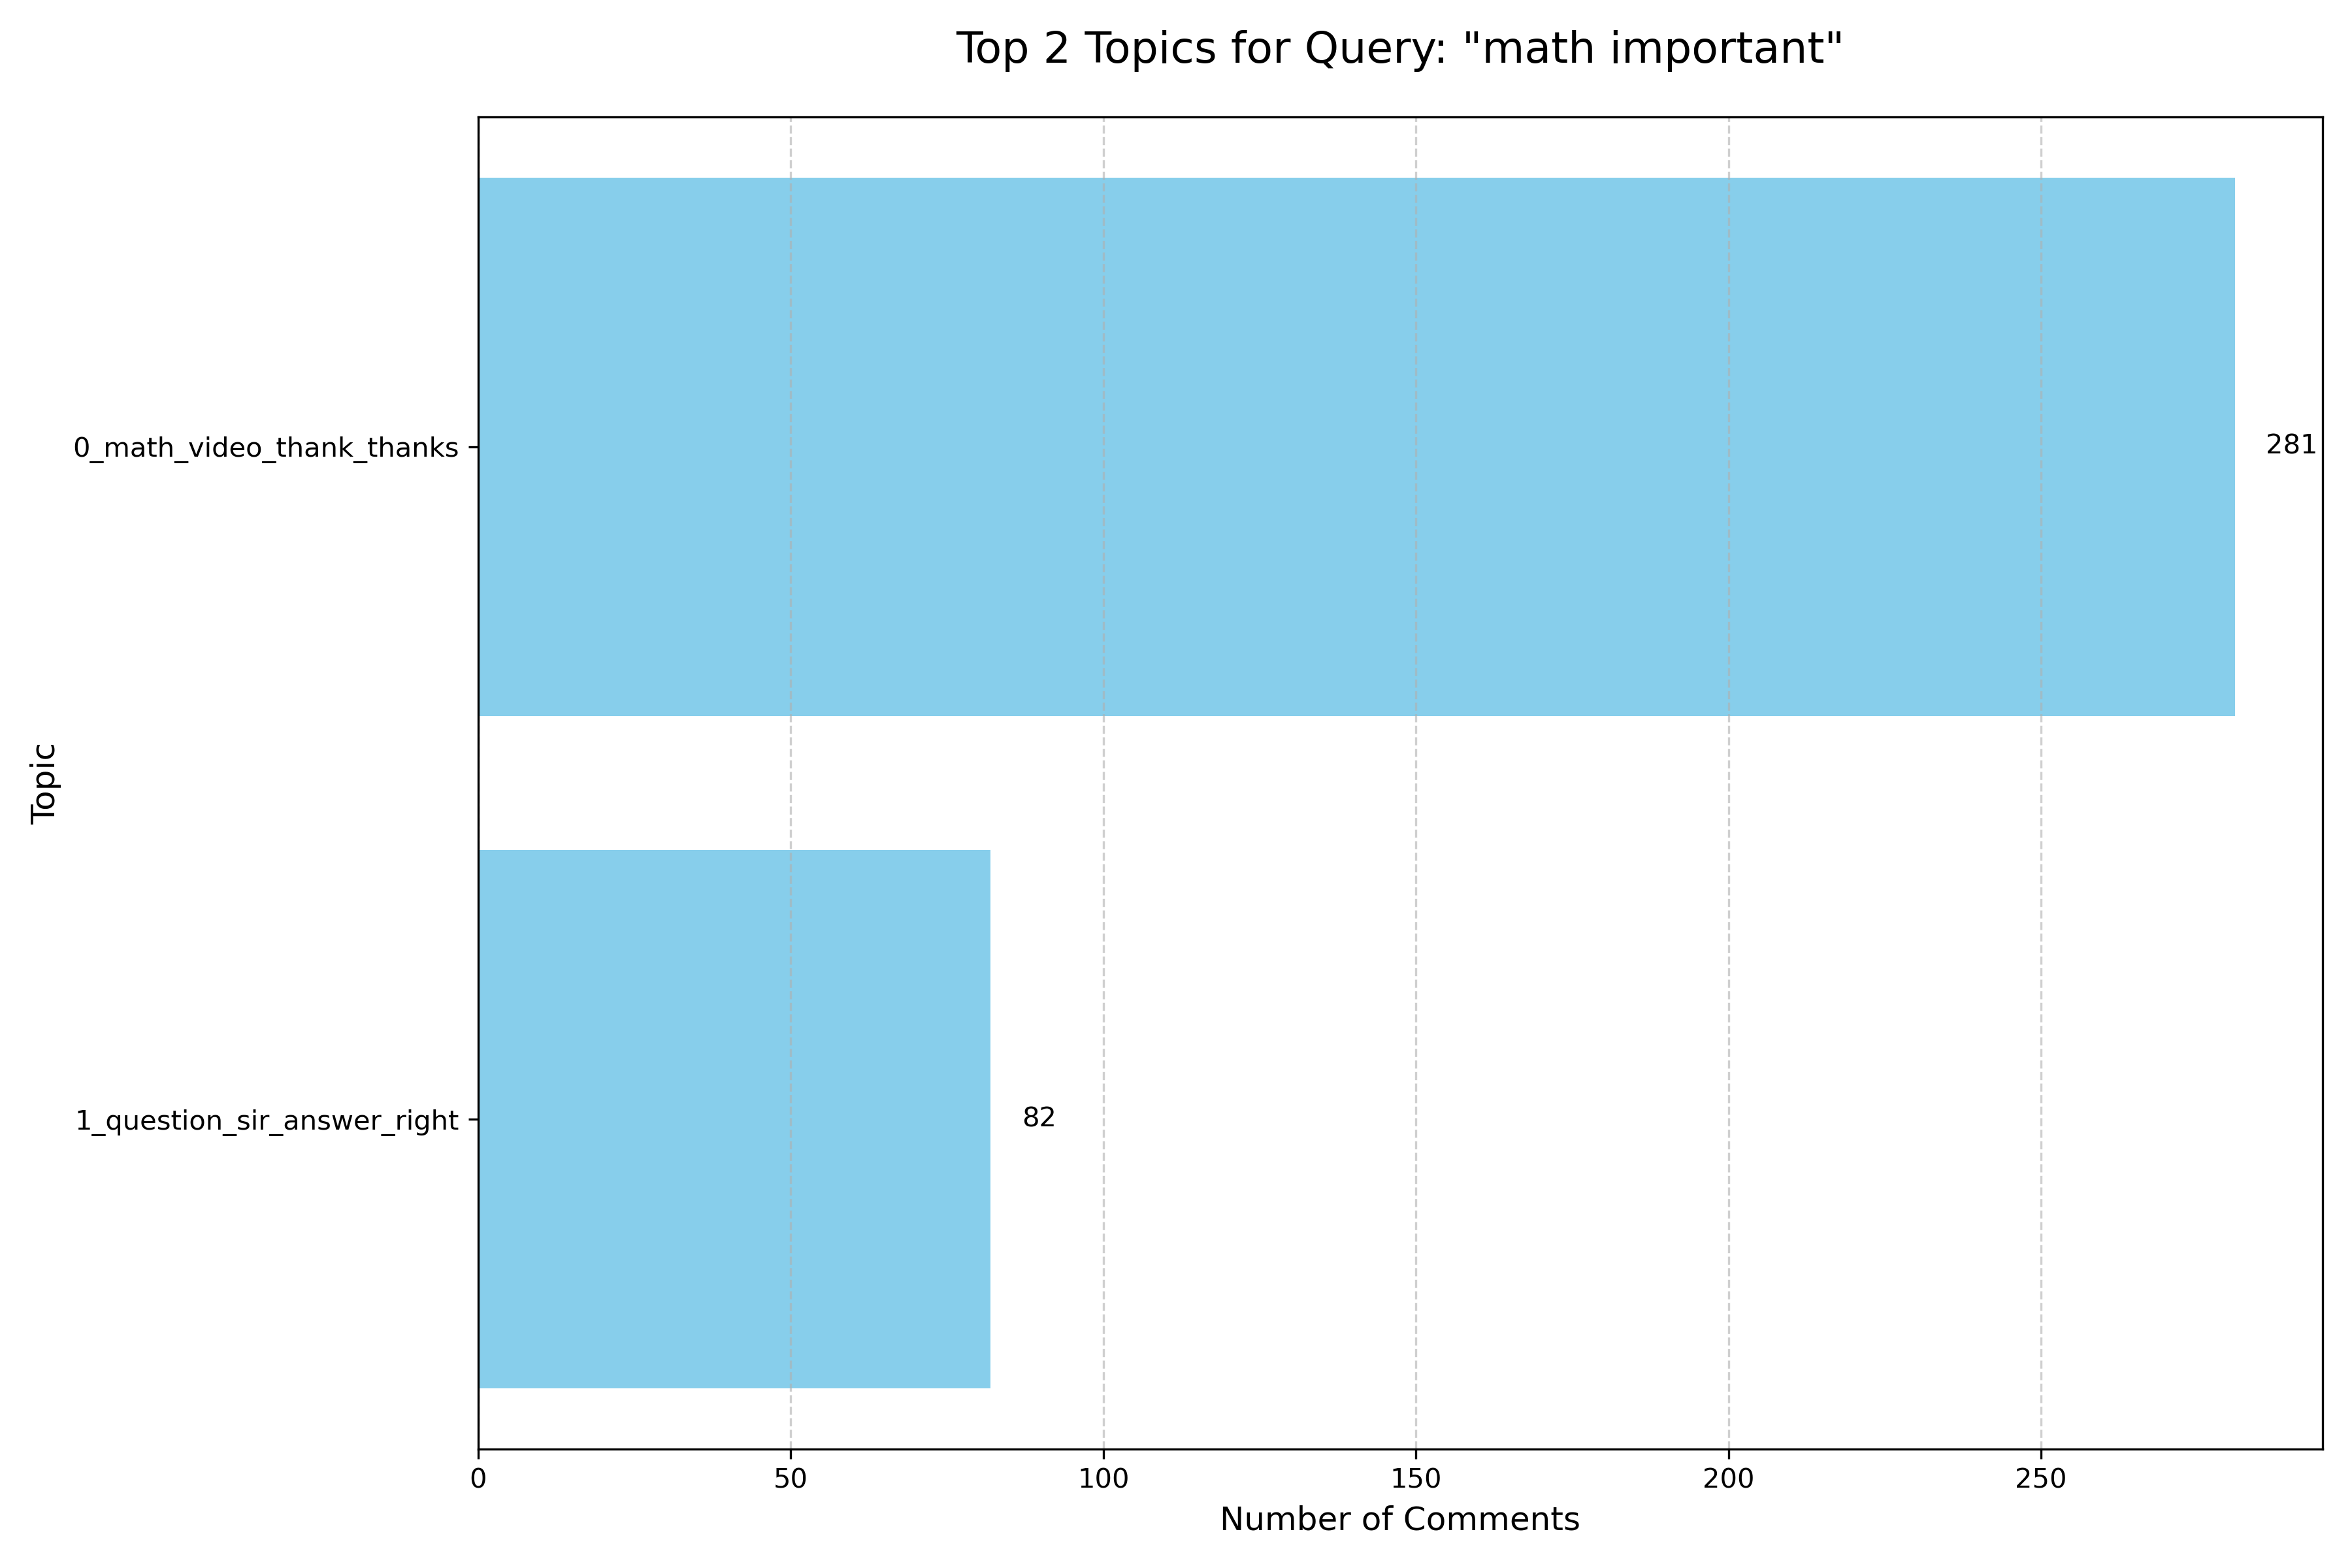 Top 2 Topics for Query: "math important"
0_math_video_thank_thanks
281
Topic
1_question_sir_answer_right
82
0 50 100 150 200 250
Number of Comments